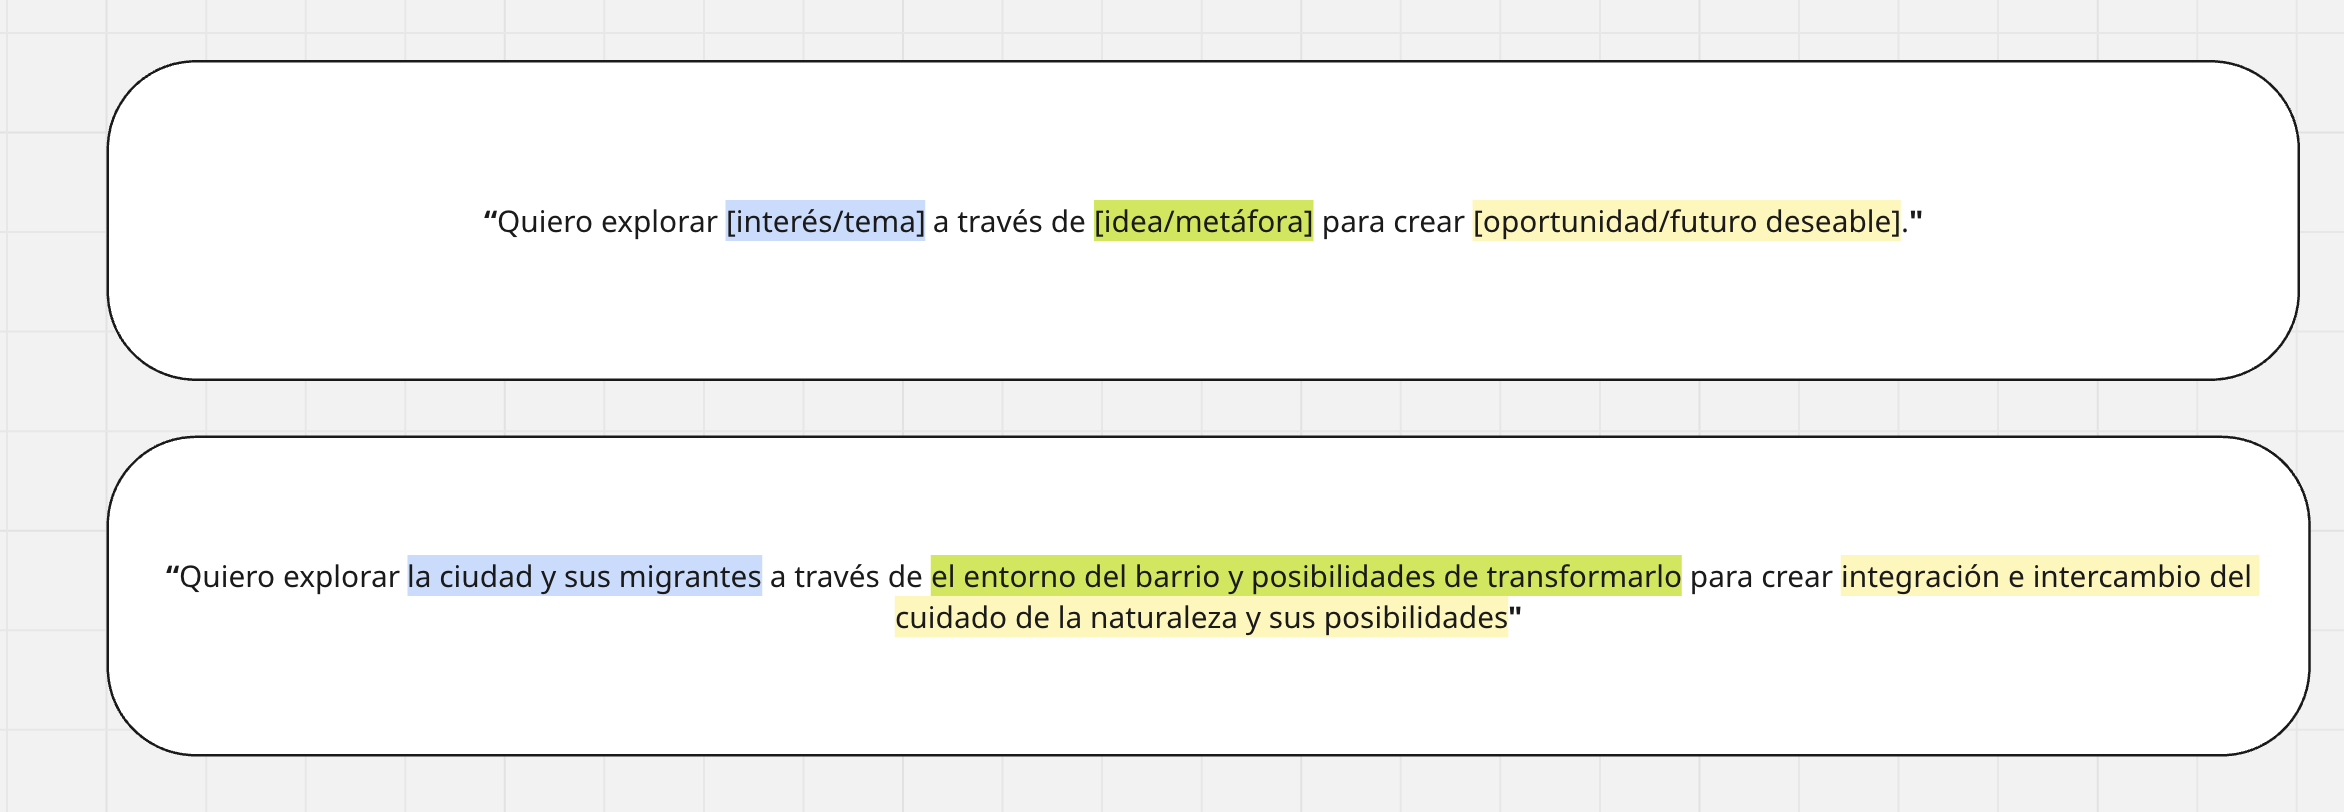 “Quiero explorar [interés/tema] a través de [idea/metáfora] para crear [oportunidad/futuro deseable]."
“Quiero explorar la ciudad y sus migrantes a través de el entorno del barrio y posibilidades de transformarlo para crear integración e intercambio del
cuidado de la naturaleza y sus posibilidades"